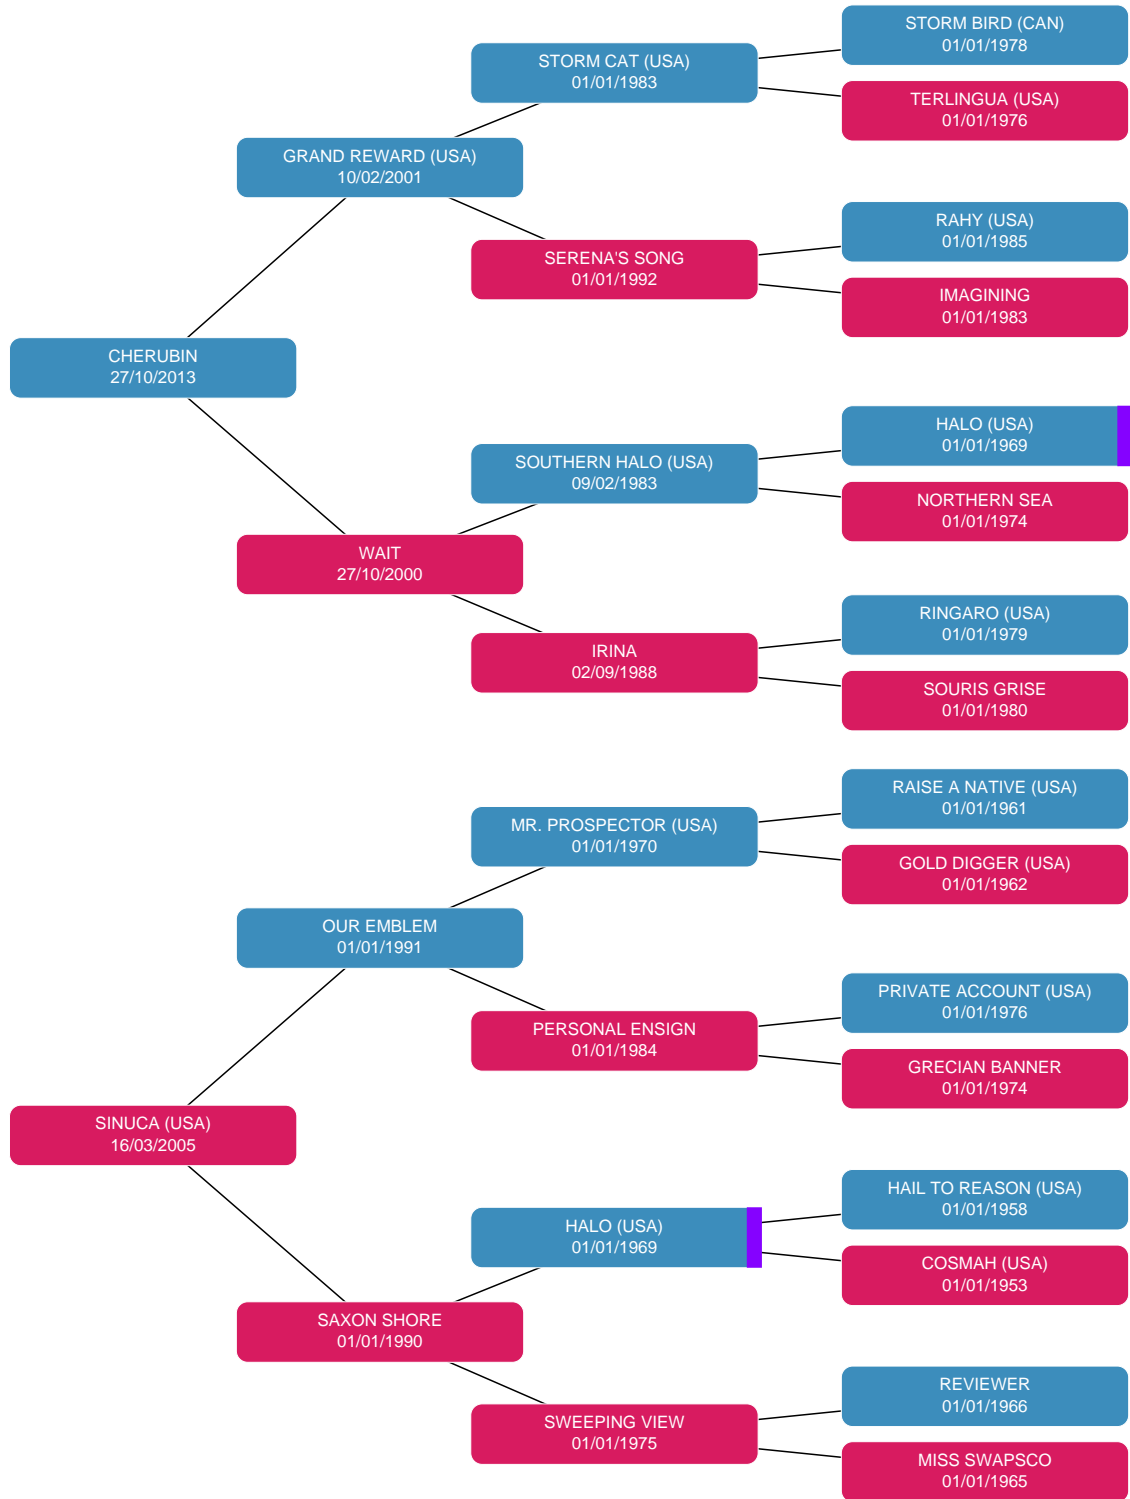 STORM BIRD (CAN)
01/01/1978
STORM CAT (USA)
01/01/1983
TERLINGUA (USA)
01/01/1976
GRAND REWARD (USA)
10/02/2001
RAHY (USA)
01/01/1985
SERENA'S SONG
01/01/1992
IMAGINING
01/01/1983
CHERUBIN
27/10/2013
HALO (USA)
01/01/1969
SOUTHERN HALO (USA)
09/02/1983
NORTHERN SEA
01/01/1974
WAIT
27/10/2000
RINGARO (USA)
01/01/1979
IRINA
02/09/1988
SOURIS GRISE
01/01/1980
RAISE A NATIVE (USA)
01/01/1961
MR. PROSPECTOR (USA)
01/01/1970
GOLD DIGGER (USA)
01/01/1962
OUR EMBLEM
01/01/1991
PRIVATE ACCOUNT (USA)
01/01/1976
PERSONAL ENSIGN
01/01/1984
GRECIAN BANNER
01/01/1974
SINUCA (USA)
16/03/2005
HAIL TO REASON (USA)
01/01/1958
HALO (USA)
01/01/1969
COSMAH (USA)
01/01/1953
SAXON SHORE
01/01/1990
REVIEWER
01/01/1966
SWEEPING VIEW
01/01/1975
MISS SWAPSCO
01/01/1965